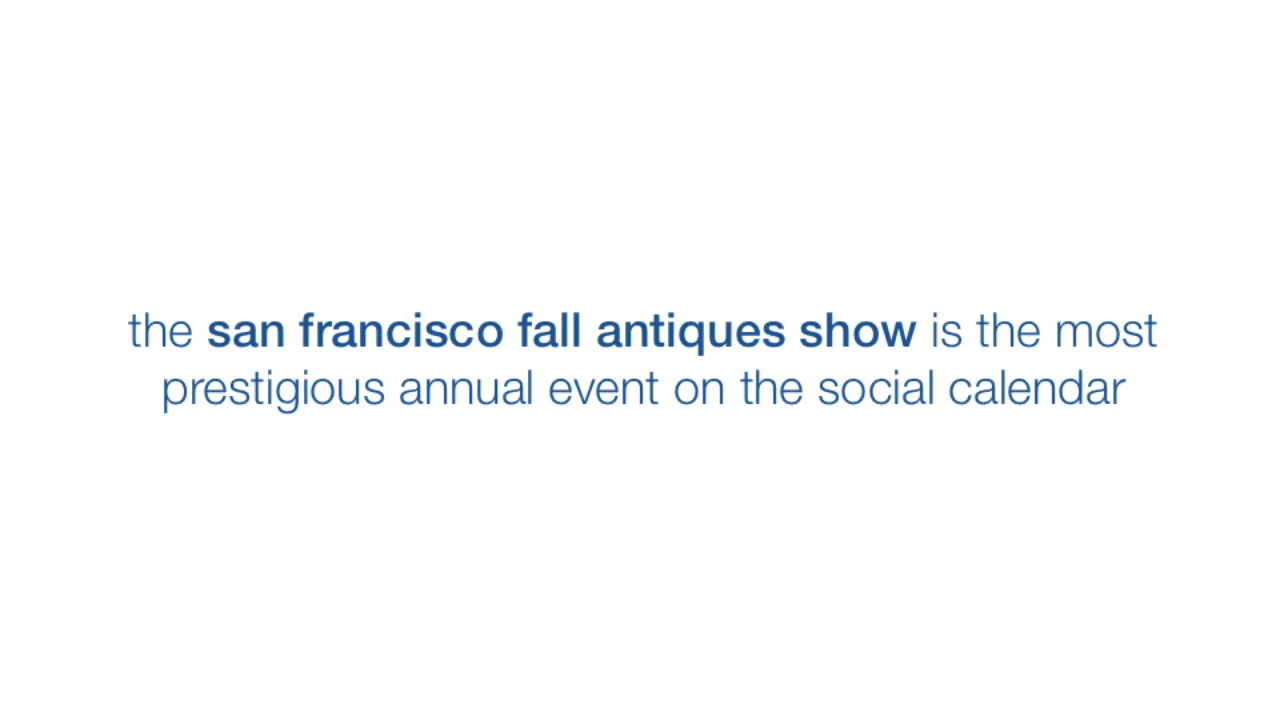 the san francisco fall antiques show is the most
prestigious annual event on the social calendar